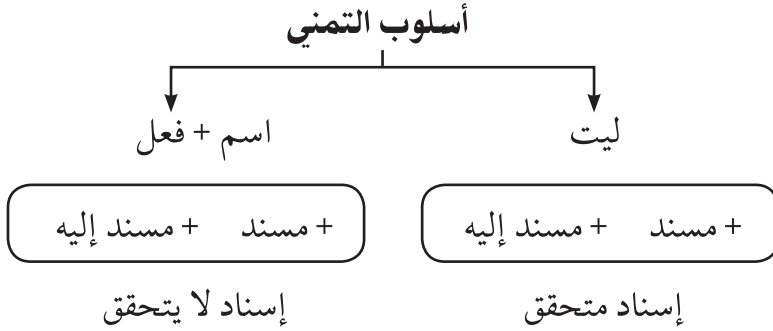 أسلوب التمني
ليت
اسم + فعل
+ مسند + مسند إليه
+ مسند + مسند إليه
إسناد متحقق
إسناد لا يتحقق